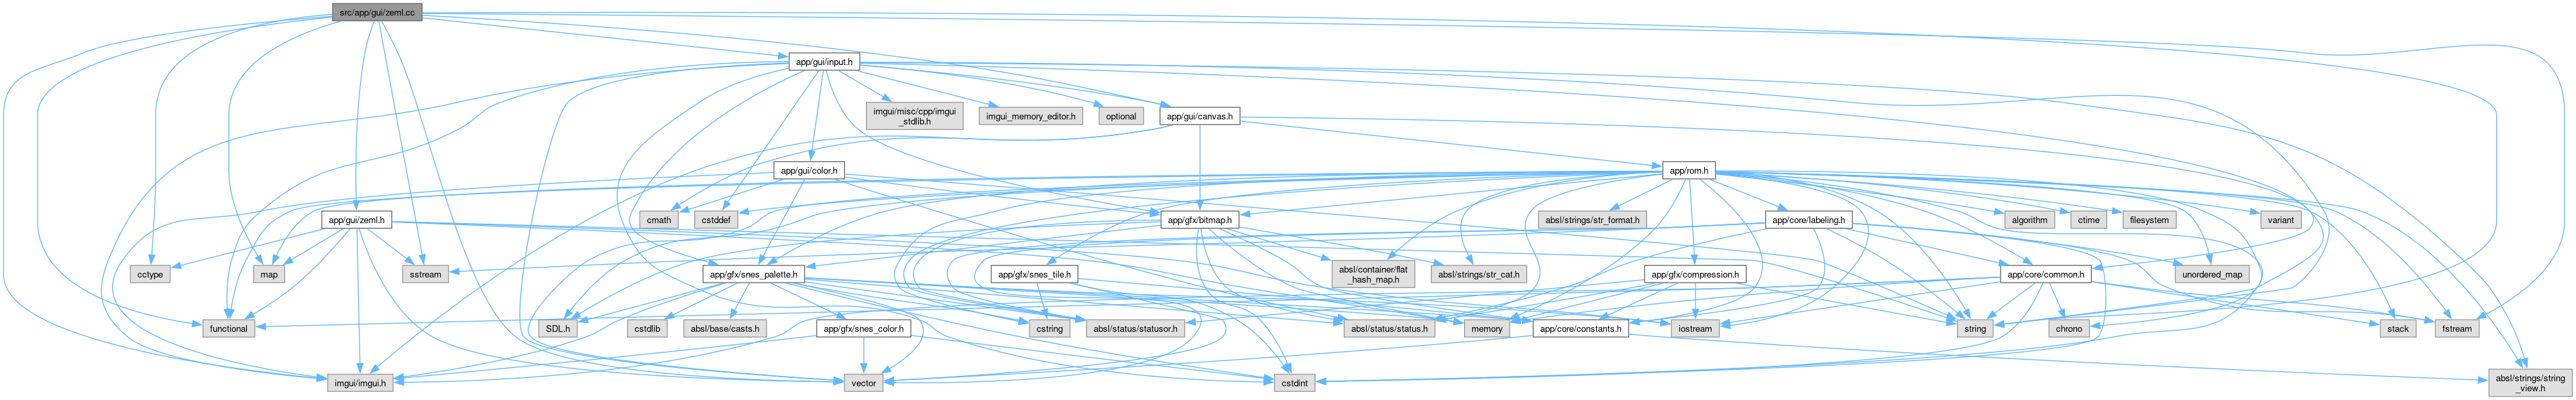 src/app/gui/zeml.cc
app/gui/input.h
imgui/misc/cpp/imgui
_stdlib.h
imgui_memory_editor.h
optional
app/gui/canvas.h
app/gui/color.h
app/rom.h
app/gui/zeml.h
cmath
cstddef
app/gfx/bitmap.h
absl/strings/str_format.h
app/core/labeling.h
algorithm
ctime
filesystem
variant
cctype
map
sstream
app/gfx/snes_palette.h
app/gfx/snes_tile.h
absl/container/flat
_hash_map.h
absl/strings/str_cat.h
app/gfx/compression.h
app/core/common.h
unordered_map
functional
SDL.h
cstdlib
absl/base/casts.h
app/gfx/snes_color.h
cstring
absl/status/statusor.h
absl/status/status.h
memory
app/core/constants.h
iostream
string
chrono
stack
fstream
imgui/imgui.h
vector
cstdint
absl/strings/string
_view.h